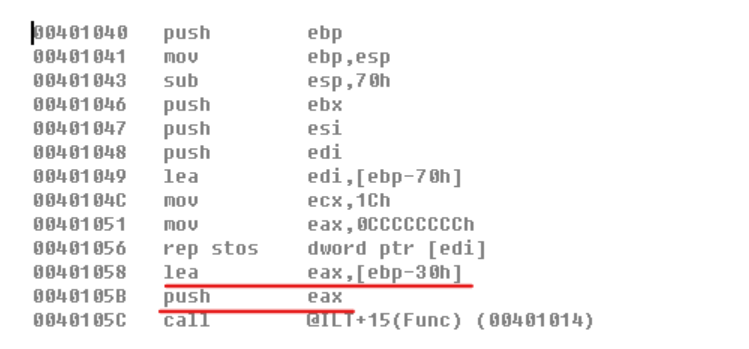 00401040 push ebp
00401041 mov ebp,esp
00401043 sub esp,70h
00401046 push ebx
00401047 push esi
00401048 push edi
00401049 lea edi,[ebp-70h]
0040104C mov ecx,1Ch
00401051 mov eax,0CCCCCCCCh
00401056 rep stos dword ptr [edi]
00401058 lea eax,[ebp-30h]
0040105B push eax
0040105C call @ILT+15(Func) (00401014)